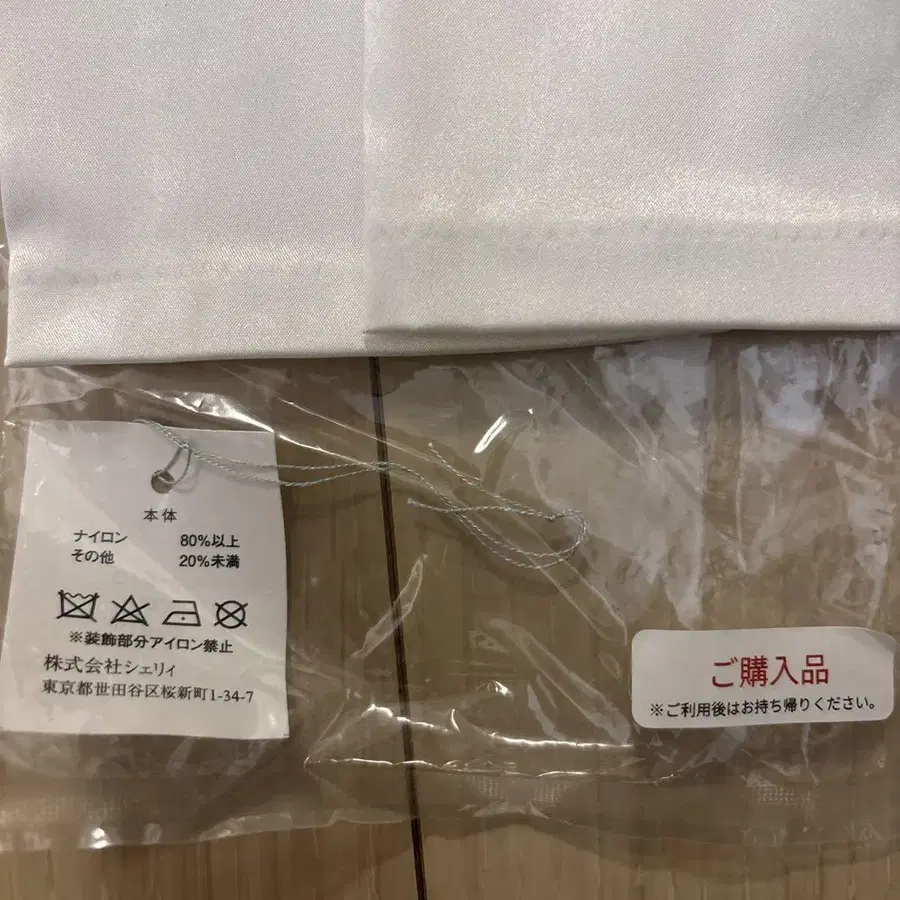 本体
ナイロン 80%以上
その他 20%未満
※装飾部分アイロン禁止
株式会社シェリィ
東京都世田谷区桜新町1-34-7
ご購入品
※ご利用後はお持ち帰りください。